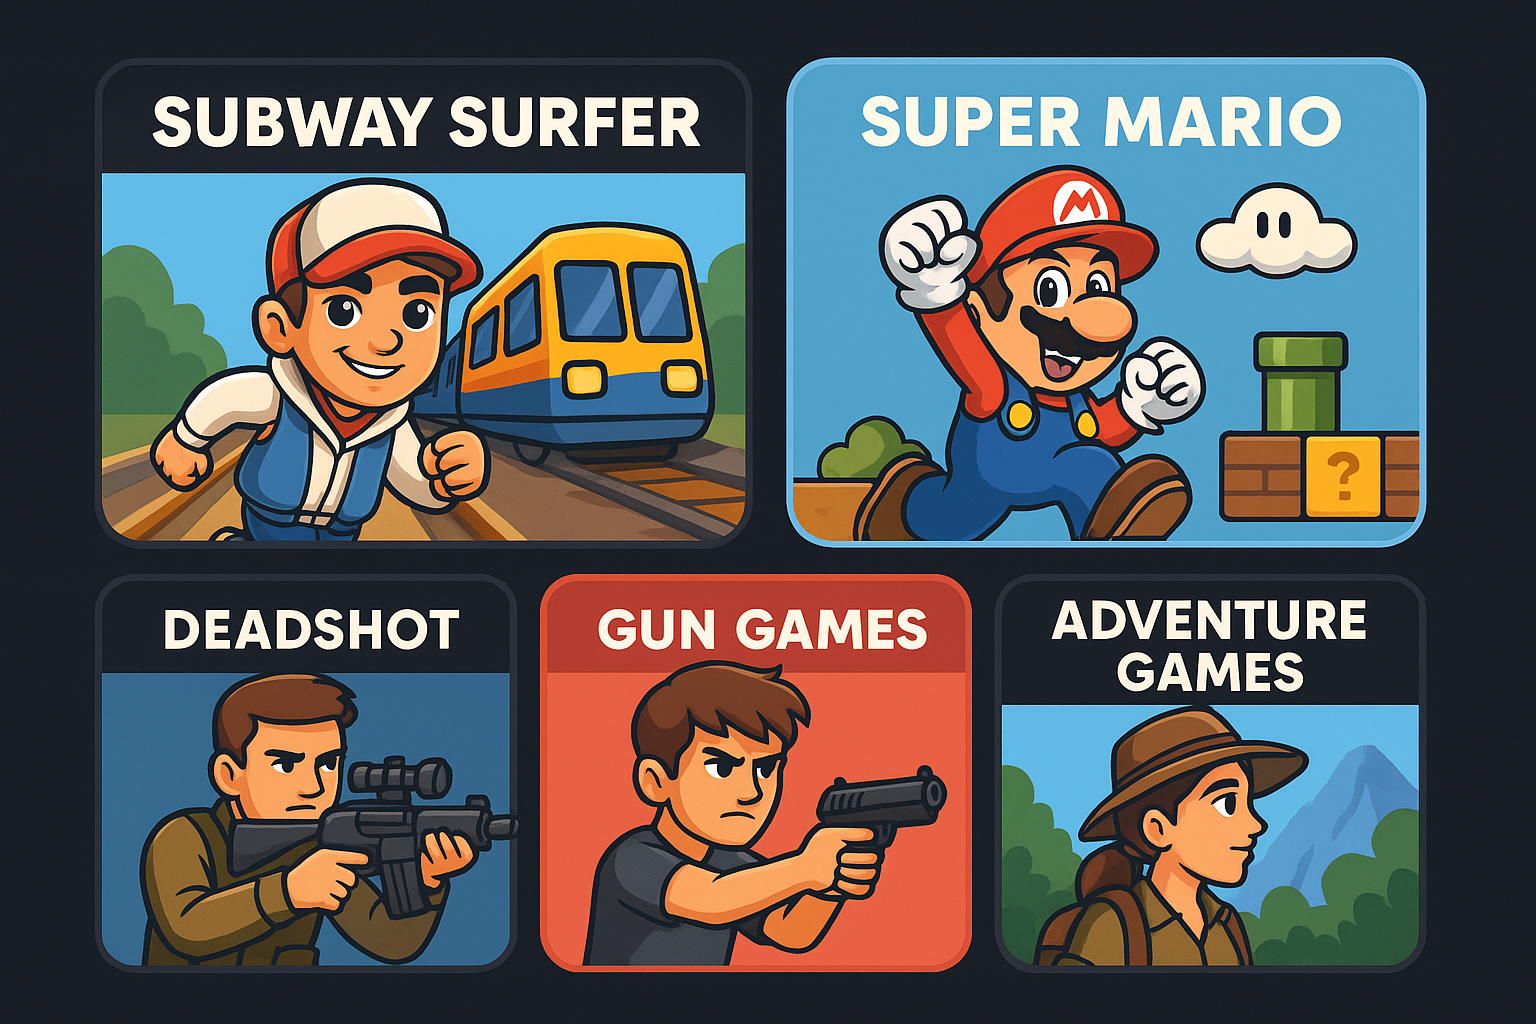 SUBWAY SURFER
SUPER MARIO
M
?
DEADSHOT
GUN GAMES
ADVENTURE
GAMES